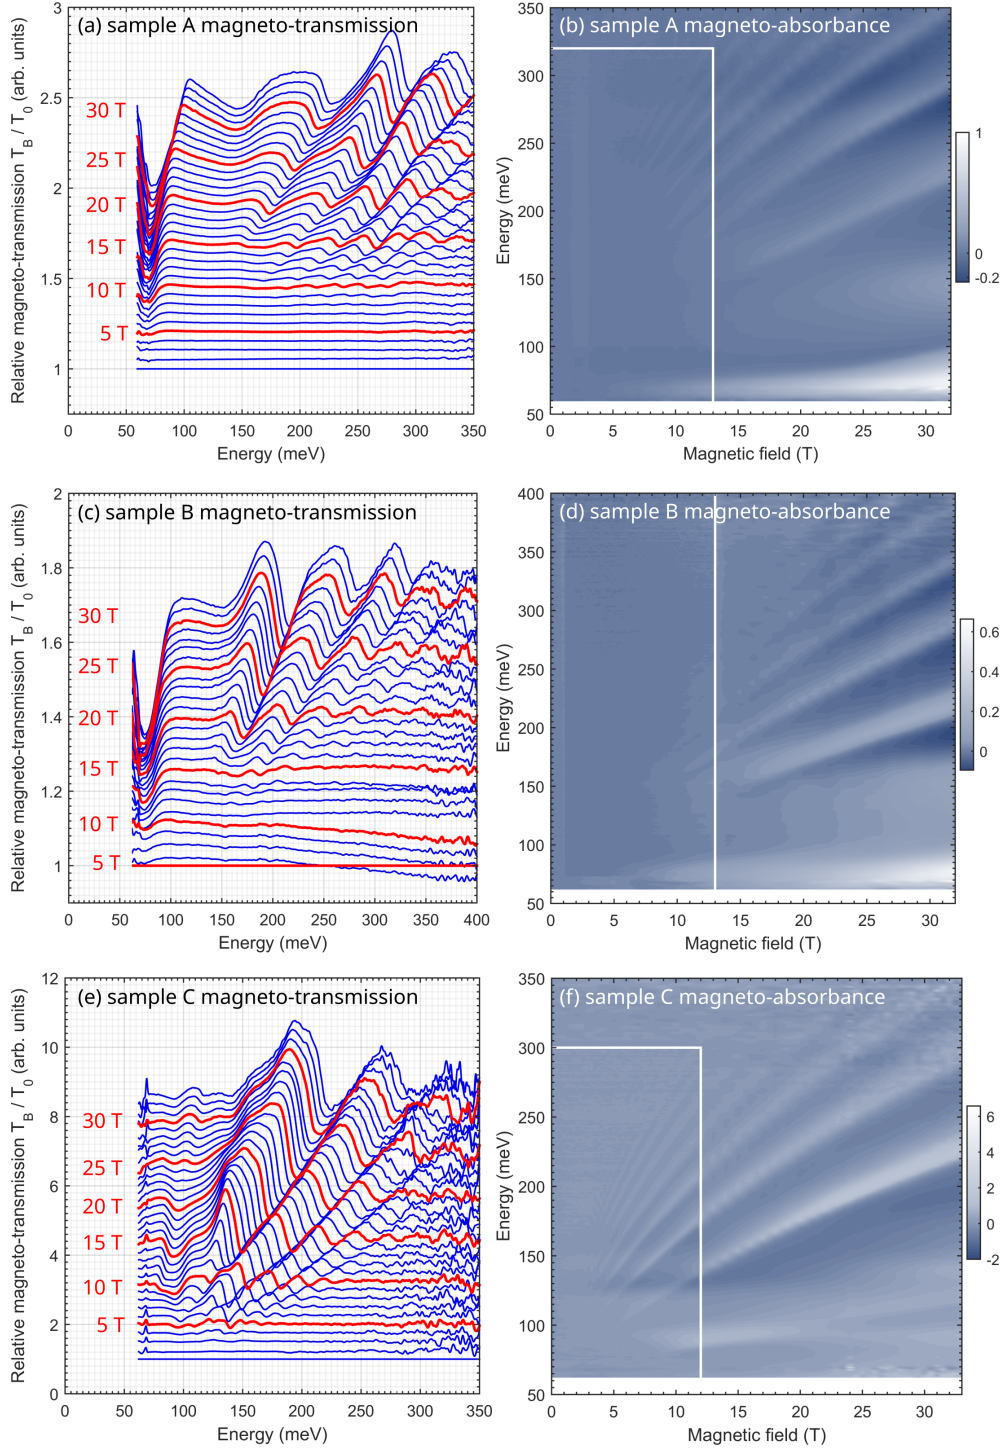 (a) sample A magneto-transmission
Relative magneto-transmission T_B / T_0 (arb. units)
3
2.5
2
1.5
1
30 T
25 T
20 T
15 T
10 T
5 T
0 50 100 150 200 250 300 350
Energy (meV)
(b) sample A magneto-absorbance
Energy (meV)
350
300
250
200
150
100
50
0 5 10 15 20 25 30
Magnetic field (T)
1
0
-0.2
(c) sample B magneto-transmission
Relative magneto-transmission T_B / T_0 (arb. units)
2
1.8
1.6
1.4
1.2
1
30 T
25 T
20 T
15 T
10 T
5 T
0 50 100 150 200 250 300 350 400
Energy (meV)
(d) sample B magneto-absorbance
Energy (meV)
400
350
300
250
200
150
100
50
0 5 10 15 20 25 30
Magnetic field (T)
0.6
0.4
0.2
0
(e) sample C magneto-transmission
Relative magneto-transmission T_B / T_0 (arb. units)
12
10
8
6
4
2
0
30 T
25 T
20 T
15 T
10 T
5 T
0 50 100 150 200 250 300 350
Energy (meV)
(f) sample C magneto-absorbance
Energy (meV)
350
300
250
200
150
100
50
0 5 10 15 20 25 30
Magnetic field (T)
6
4
2
0
-2